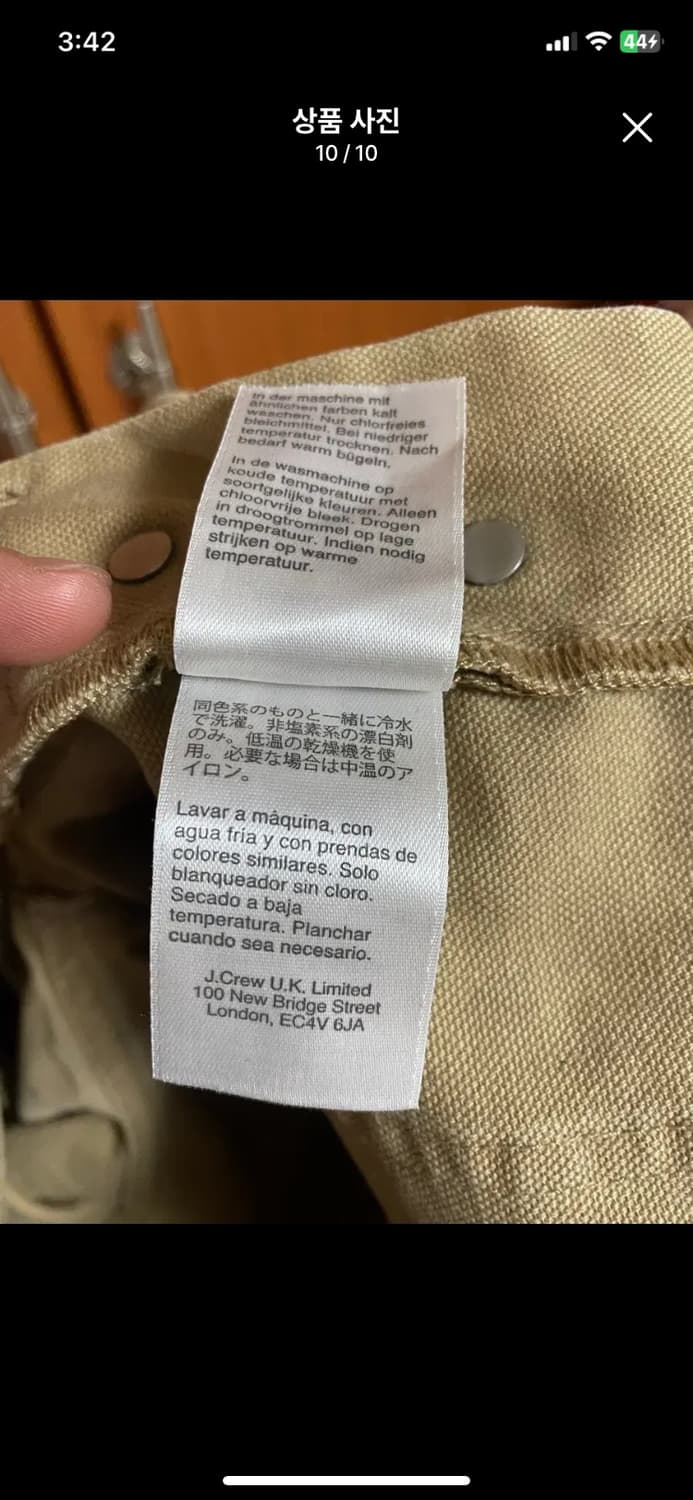 3:42
44
상품 사진
10 / 10
In der maschine mit
ähnlichen farben kalt
waschen. Nur chlorfreies
bleichmittel. Bei niedriger
temperatur trocknen. Nach
bedarf warm bügeln.
In de wasmachine op
koude temperatuur met
soortgelijke kleuren. Alleen
chloorvrije bleek. Drogen
in droogtrommel op lage
temperatuur. Indien nodig
strijken op warme
temperatuur.
同色系のものと一緒に冷水
で洗濯。非塩素系の漂白剤
のみ。低温の乾燥機を使
用。必要な場合は中温のア
イロン。
Lavar a máquina, con
agua fria y con prendas de
colores similares. Solo
blanqueador sin cloro.
Secado a baja
temperatura. Planchar
cuando sea necesario.
J.Crew U.K. Limited
100 New Bridge Street
London, EC4V 6JA